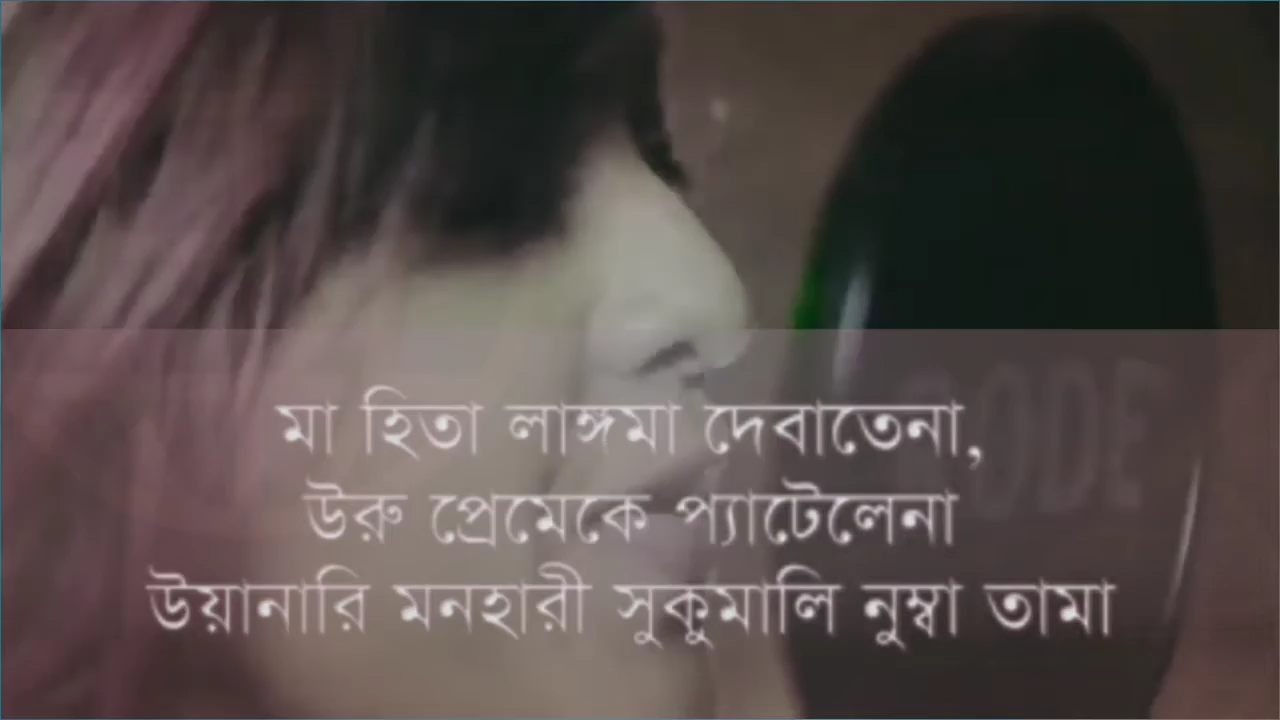 মা হিতা লাঙ্গমা দেবাতেনা,
উরু প্রেমেকে প্যাটেলেনা
উয়ানারি মনহারী সুকুমালি নুম্বা তামা